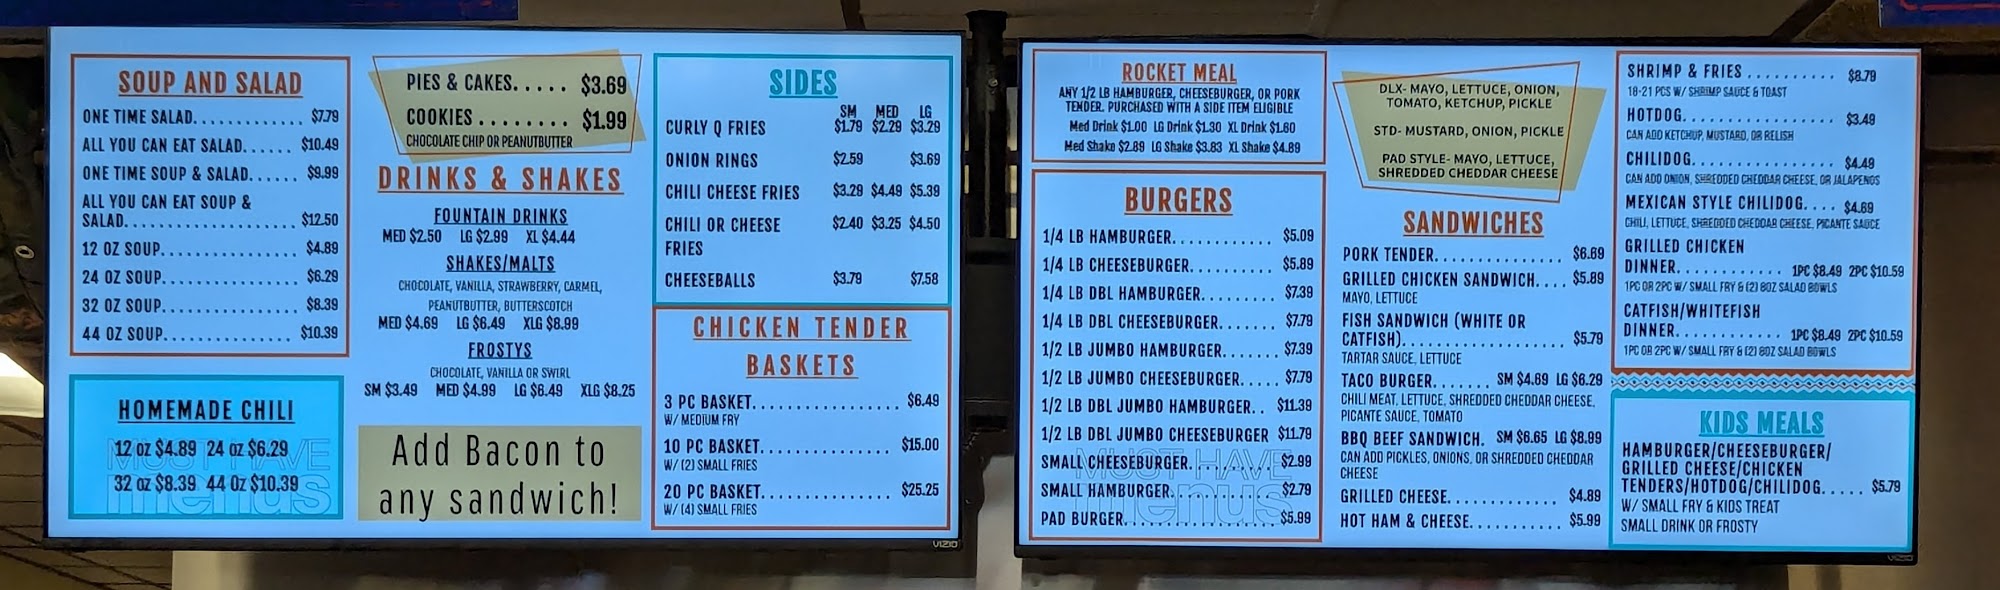 SOUP AND SALAD
ONE TIME SALAD............. $7.79
ALL YOU CAN EAT SALAD...... $10.49
ONE TIME SOUP & SALAD...... $9.99
ALL YOU CAN EAT SOUP &
SALAD...................... $12.50
12 OZ SOUP................. $4.89
24 OZ SOUP................. $6.29
32 OZ SOUP................. $8.39
44 OZ SOUP................. $10.39
HOMEMADE CHILI
12 oz $4.89 24 oz $6.29
32 oz $8.39 44 0z $10.39
MUST HAVE
menus
PIES & CAKES..... $3.69
COOKIES ........ $1.99
CHOCOLATE CHIP OR PEANUTBUTTER
DRINKS & SHAKES
FOUNTAIN DRINKS
MED $2.50 LG $2.99 XL $4.44
SHAKES/MALTS
CHOCOLATE, VANILLA, STRAWBERRY, CARMEL,
PEANUTBUTTER, BUTTERSCOTCH
MED $4.69 LG $6.49 XLG $8.99
FROSTYS
CHOCOLATE, VANILLA OR SWIRL
SM $3.49 MED $4.99 LG $6.49 XLG $8.25
Add Bacon to
any sandwich!
SIDES
SM MED LG
CURLY Q FRIES $1.79 $2.29 $3.29
ONION RINGS $2.59 $3.69
CHILI CHEESE FRIES $3.29 $4.49 $5.39
CHILI OR CHEESE $2.40 $3.25 $4.50
FRIES
CHEESEBALLS $3.79 $7.58
CHICKEN TENDER
BASKETS
3 PC BASKET................. $6.49
W/ MEDIUM FRY
10 PC BASKET................ $15.00
W/ (2) SMALL FRIES
20 PC BASKET................ $25.25
W/ (4) SMALL FRIES
VIZIO
ROCKET MEAL
ANY 1/2 LB HAMBURGER, CHEESEBURGER, OR PORK
TENDER. PURCHASED WITH A SIDE ITEM ELIGIBLE
Med Drink $1.00 LG Drink $1.30 XL Drink $1.60
Med Shake $2.89 LG Shake $3.83 XL Shake $4.89
BURGERS
1/4 LB HAMBURGER............ $5.09
1/4 LB CHEESEBURGER.......... $5.89
1/4 LB DBL HAMBURGER......... $7.39
1/4 LB DBL CHEESEBURGER....... $7.79
1/2 LB JUMBO HAMBURGER....... $7.39
1/2 LB JUMBO CHEESEBURGER..... $7.79
1/2 LB DBL JUMBO HAMBURGER.. $11.39
1/2 LB DBL JUMBO CHEESEBURGER $11.79
SMALL CHEESEBURGER........... $2.99
SMALL HAMBURGER............. $2.79
PAD BURGER.................. $5.99
MUST HAVE
menus
DLX- MAYO, LETTUCE, ONION,
TOMATO, KETCHUP, PICKLE
STD- MUSTARD, ONION, PICKLE
PAD STYLE- MAYO, LETTUCE,
SHREDDED CHEDDAR CHEESE
SANDWICHES
PORK TENDER.............. $6.69
GRILLED CHICKEN SANDWICH.... $5.89
MAYO, LETTUCE
FISH SANDWICH (WHITE OR
CATFISH)................... $5.79
TARTAR SAUCE, LETTUCE
TACO BURGER....... SM $4.69 LG $6.29
CHILI MEAT, LETTUCE, SHREDDED CHEDDAR CHEESE,
PICANTE SAUCE, TOMATO
BBQ BEEF SANDWICH. SM $6.65 LG $8.99
CAN ADD PICKLES, ONIONS, OR SHREDDED CHEDDAR
CHEESE
GRILLED CHEESE............. $4.89
HOT HAM & CHEESE........... $5.99
SHRIMP & FRIES .......... $8.79
18-21 PCS W/ SHRIMP SAUCE & TOAST
HOTDOG.................. $3.49
CAN ADD KETCHUP, MUSTARD, OR RELISH
CHILIDOG................. $4.49
CAN ADD ONION, SHREDDED CHEDDAR CHEESE, OR JALAPENOS
MEXICAN STYLE CHILIDOG.... $4.69
CHILI, LETTUCE, SHREDDED CHEDDAR CHEESE, PICANTE SAUCE
GRILLED CHICKEN
DINNER............ 1PC $8.49 2PC $10.59
1PC OR 2PC W/ SMALL FRY & (2) 8OZ SALAD BOWLS
CATFISH/WHITEFISH
DINNER............ 1PC $8.49 2PC $10.59
1PC OR 2PC W/ SMALL FRY & (2) 8OZ SALAD BOWLS
KIDS MEALS
HAMBURGER/CHEESEBURGER/
GRILLED CHEESE/CHICKEN
TENDERS/HOTDOG/CHILIDOG..... $5.79
W/ SMALL FRY & KIDS TREAT
SMALL DRINK OR FROSTY
VIZIO